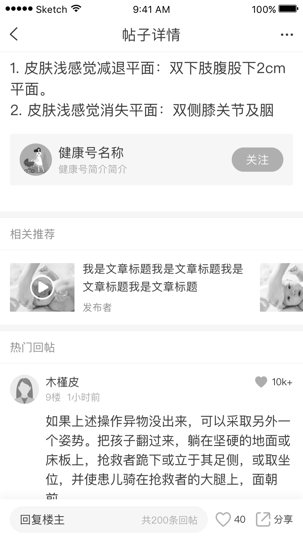 Sketch
9:41 AM
100%
帖子详情
1. 皮肤浅感觉减退平面：双下肢腹股下2cm
平面。
2. 皮肤浅感觉消失平面：双侧膝关节及腘
健康号名称
健康号简介简介
关注
相关推荐
我是文章标题我是文章标题我是
文章标题我是文章标题
发布者
热门回帖
木槿皮
10k+
9楼 1小时前
如果上述操作异物没出来，可以采取另外一
个姿势。把孩子翻过来，躺在坚硬的地面或
床板上，抢救者跪下或立于其足侧，或取坐
位，并使患儿骑在抢救者的大腿上，面朝
前
回复楼主
共200条回帖
40
分享